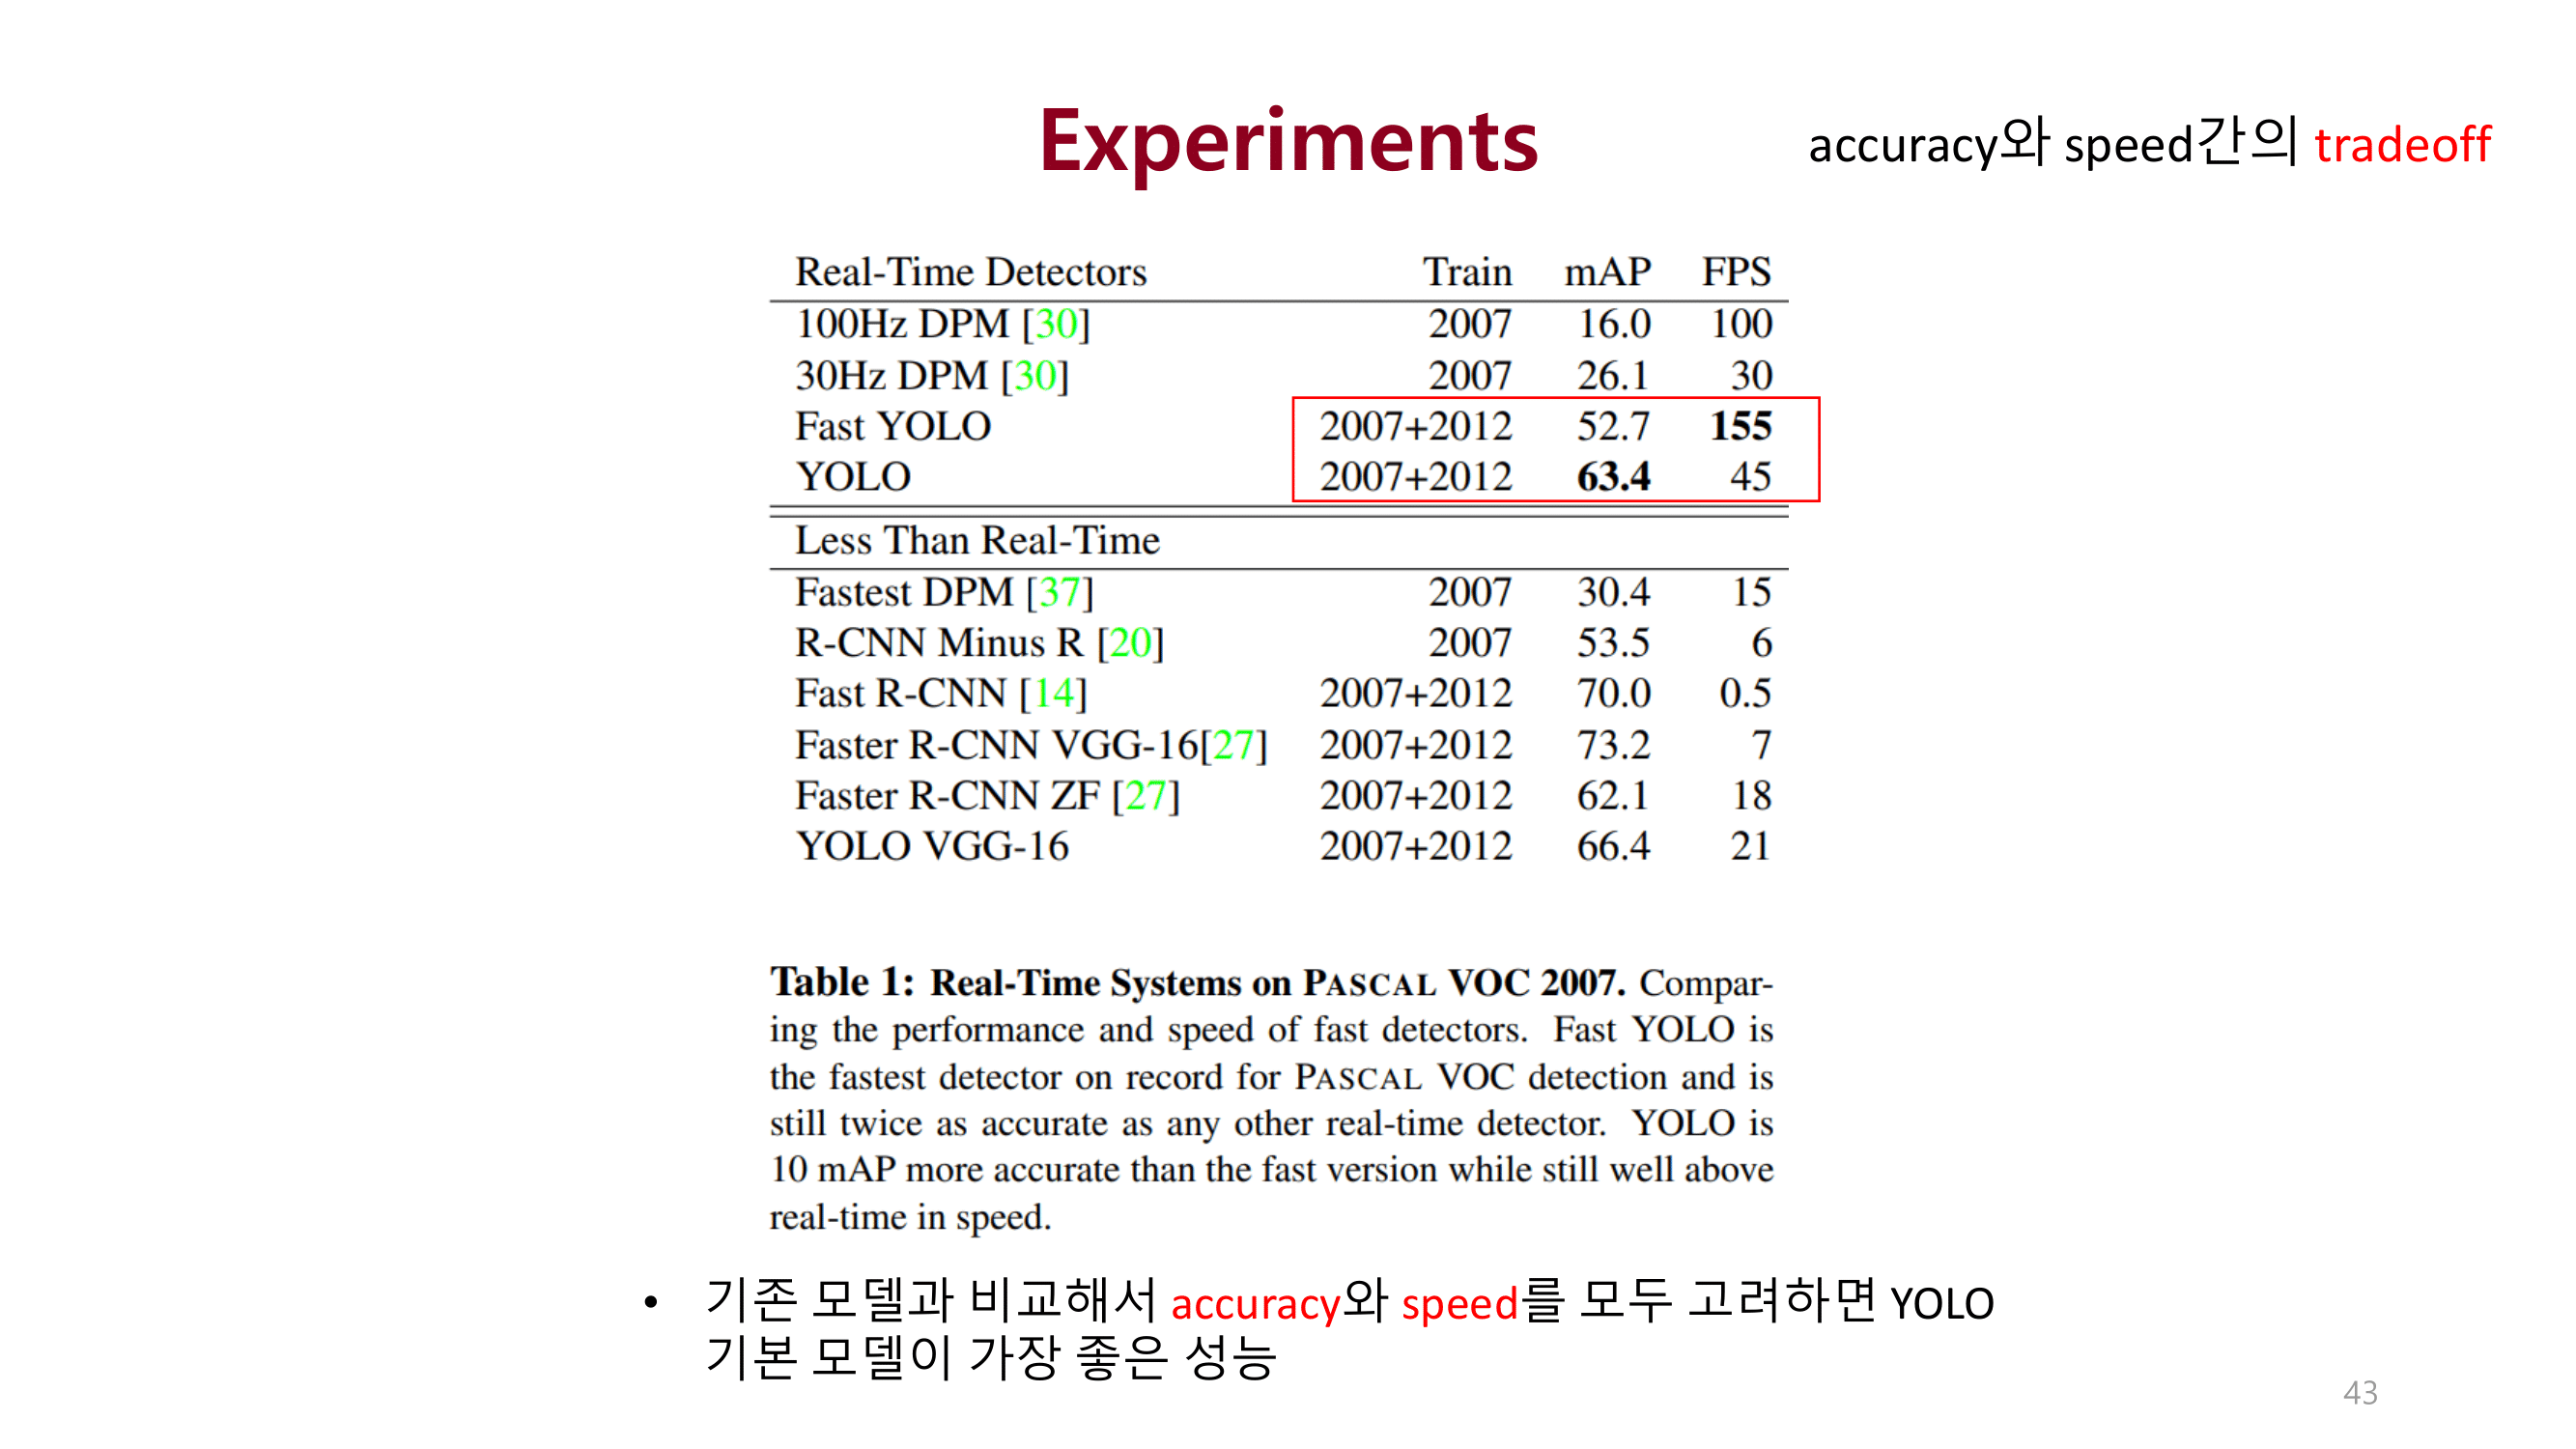 Experiments
accuracy와 speed간의 tradeoff
Real-Time Detectors Train mAP FPS
100Hz DPM [30] 2007 16.0 100
30Hz DPM [30] 2007 26.1 30
Fast YOLO 2007+2012 52.7 155
YOLO 2007+2012 63.4 45
Less Than Real-Time
Fastest DPM [37] 2007 30.4 15
R-CNN Minus R [20] 2007 53.5 6
Fast R-CNN [14] 2007+2012 70.0 0.5
Faster R-CNN VGG-16[27] 2007+2012 73.2 7
Faster R-CNN ZF [27] 2007+2012 62.1 18
YOLO VGG-16 2007+2012 66.4 21
Table 1: Real-Time Systems on PASCAL VOC 2007. Compar-
ing the performance and speed of fast detectors. Fast YOLO is
the fastest detector on record for PASCAL VOC detection and is
still twice as accurate as any other real-time detector. YOLO is
10 mAP more accurate than the fast version while still well above
real-time in speed.
• 기존 모델과 비교해서 accuracy와 speed를 모두 고려하면 YOLO
기본 모델이 가장 좋은 성능
43